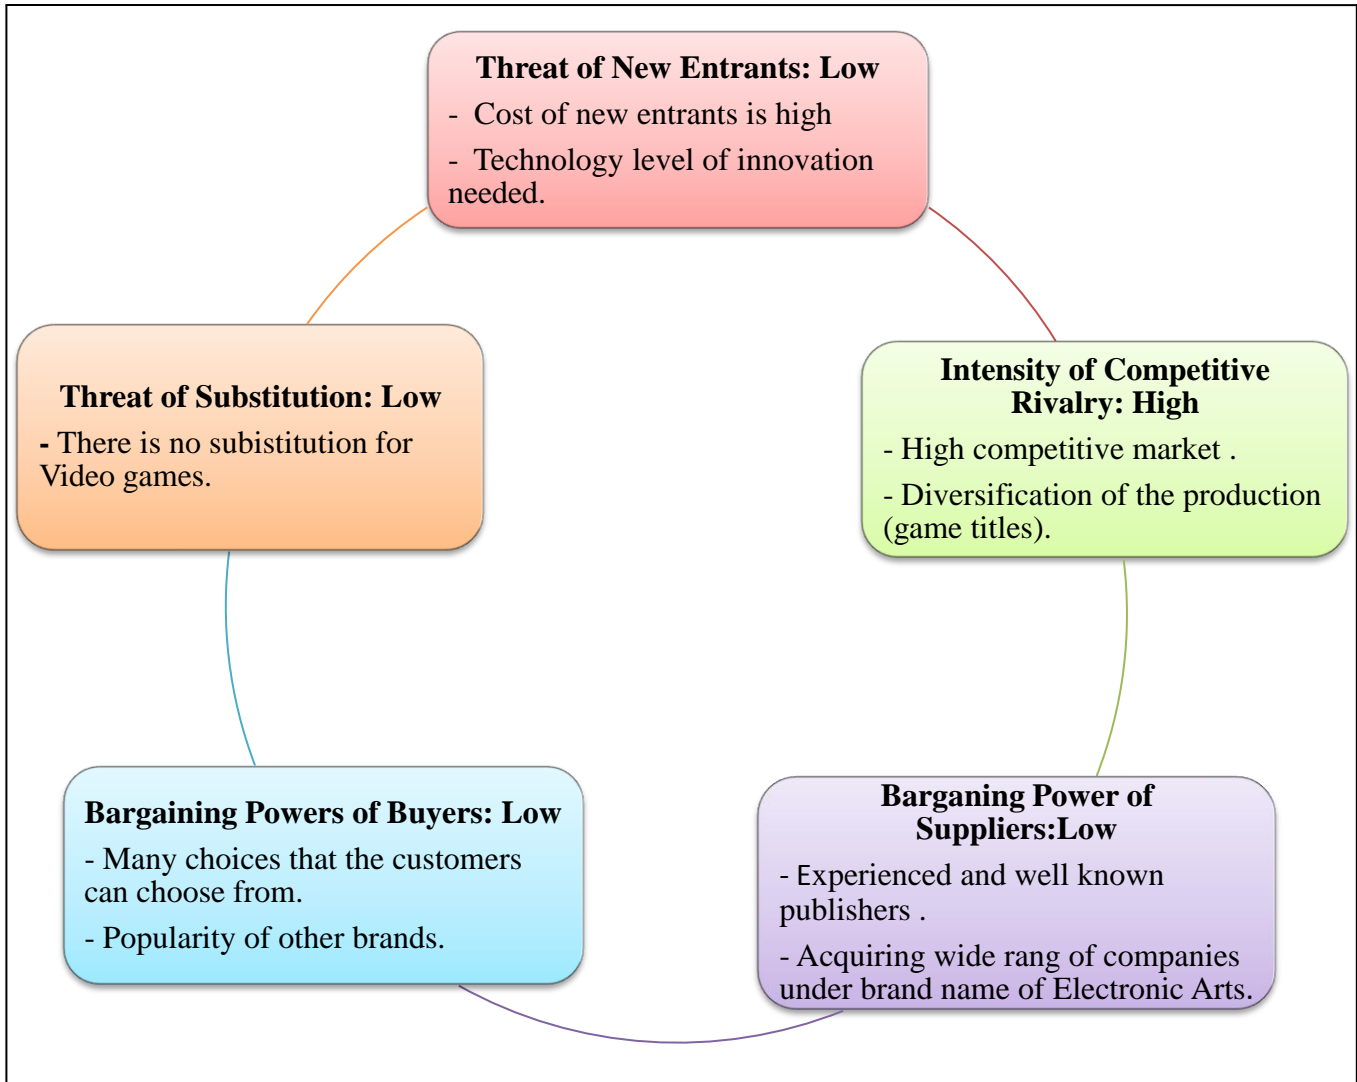 Threat of New Entrants: Low
- Cost of new entrants is high
- Technology level of innovation
needed.
Intensity of Competitive
Rivalry: High
- High competitive market .
- Diversification of the production
(game titles).
Barganing Power of
Suppliers:Low
- Experienced and well known
publishers .
- Acquiring wide rang of companies
under brand name of Electronic Arts.
Bargaining Powers of Buyers: Low
- Many choices that the customers
can choose from.
- Popularity of other brands.
Threat of Substitution: Low
- There is no subistitution for
Video games.